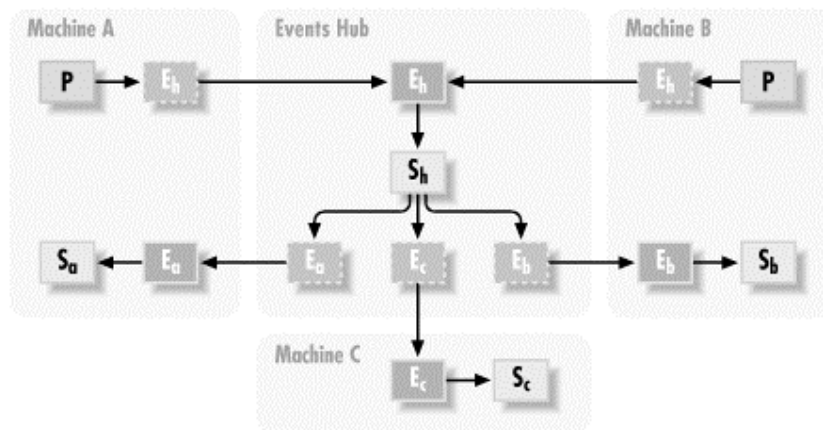 Machine A
Events Hub
Machine B
P
Eh
Eh
Eh
P
Sh
Sa
Ea
Ea
Ec
Eb
Eb
Sb
Machine C
Ec
Sc